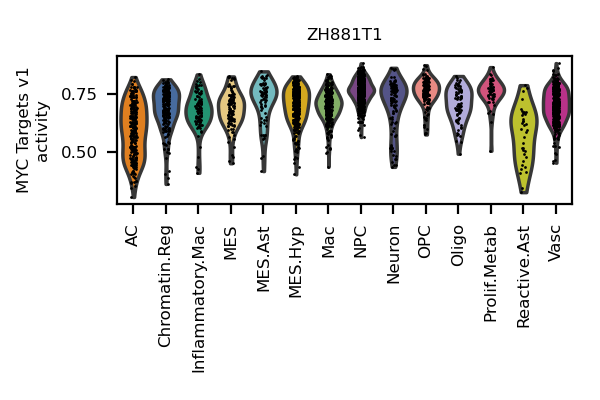 ZH881T1
MYC Targets v1
activity
0.75
0.50
AC
Chromatin.Reg
Inflammatory.Mac
MES
MES.Ast
MES.Hyp
Mac
NPC
Neuron
OPC
Oligo
Prolif.Metab
Reactive.Ast
Vasc